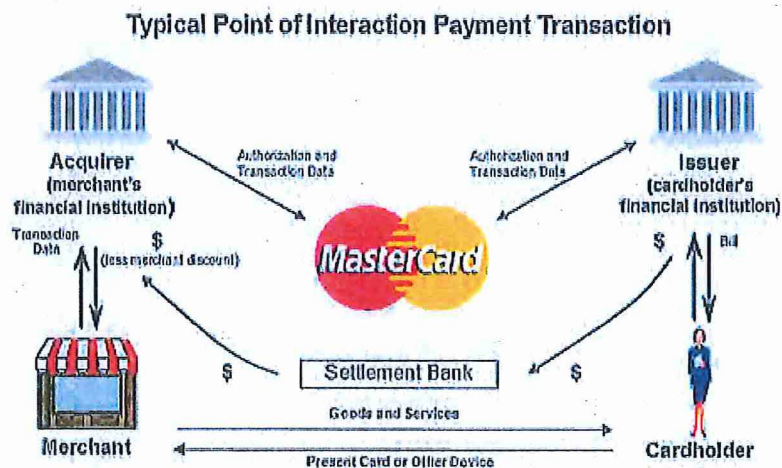 Typical Point of Interaction Payment Transaction
Acquirer
(merchant's
financial institution)
Authorization and
Transaction Data
Authorization and
Transaction Data
Issuer
(cardholder's
financial institution)
Transaction
Data
$
(less merchant discount)
MasterCard
$
Bill
$
Settlement Bank
$
Goods and Services
Merchant
Cardholder
Present Card or Other Device